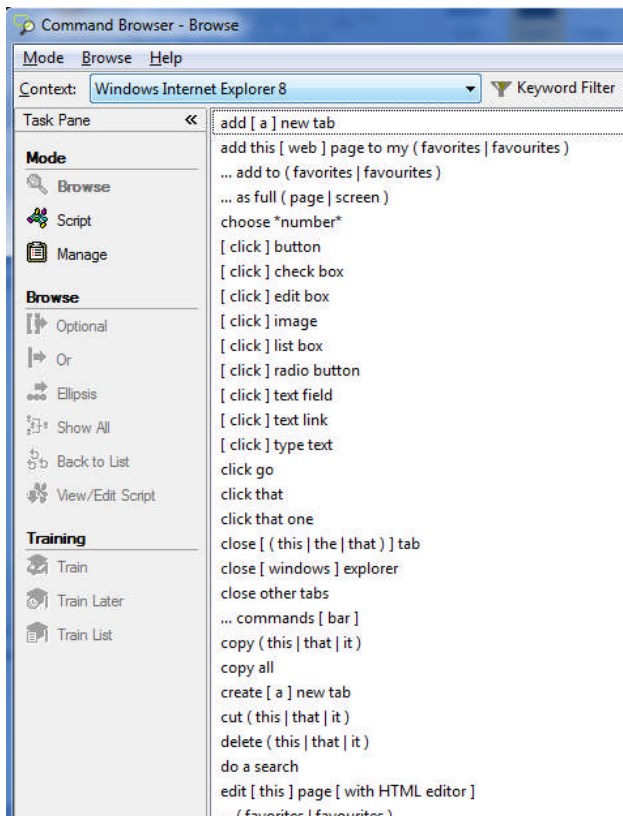 Command Browser - Browse
Mode Browse Help
Context: Windows Internet Explorer 8 Keyword Filter
Task Pane «
Mode
Browse
Script
Manage
Browse
Optional
Or
Ellipsis
Show All
Back to List
View/Edit Script
Training
Train
Train Later
Train List
add [ a ] new tab
add this [ web ] page to my ( favorites | favourites )
... add to ( favorites | favourites )
... as full ( page | screen )
choose *number*
[ click ] button
[ click ] check box
[ click ] edit box
[ click ] image
[ click ] list box
[ click ] radio button
[ click ] text field
[ click ] text link
[ click ] type text
click go
click that
click that one
close [ ( this | the | that ) ] tab
close [ windows ] explorer
close other tabs
... commands [ bar ]
copy ( this | that | it )
copy all
create [ a ] new tab
cut ( this | that | it )
delete ( this | that | it )
do a search
edit [ this ] page [ with HTML editor ]
... ( favorites | favourites )